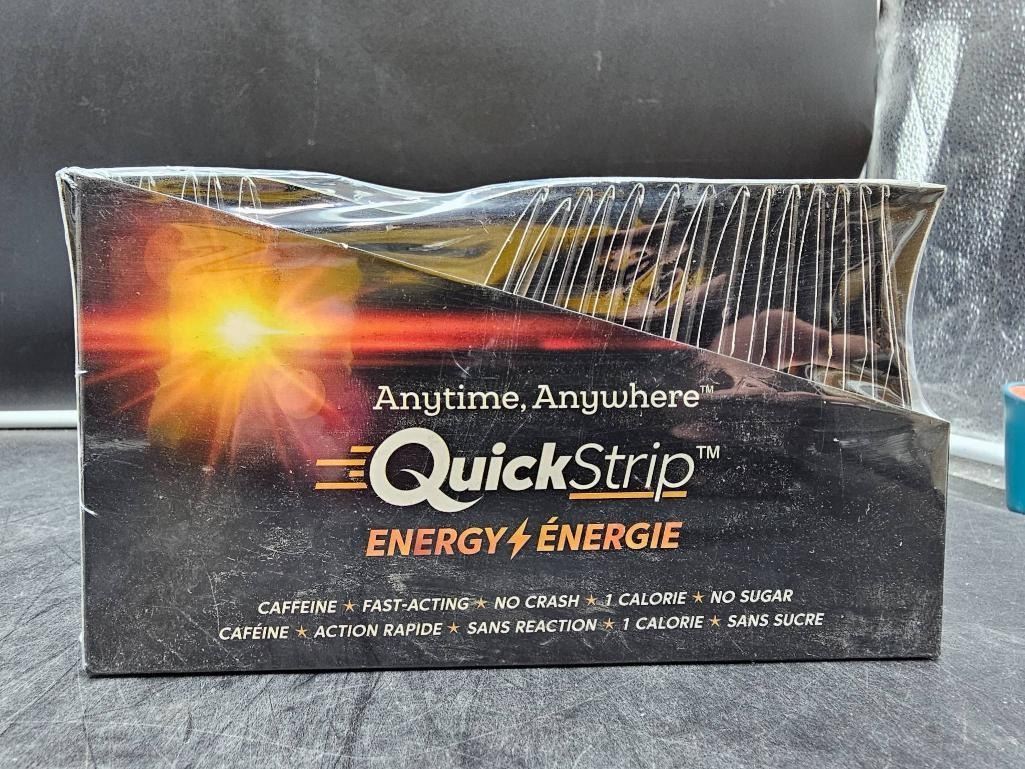 Anytime, Anywhere™
QuickStrip™
ENERGY ÉNERGIE
CAFFEINE ★ FAST-ACTING ★ NO CRASH ★ 1 CALORIE ★ NO SUGAR
CAFÉINE ★ ACTION RAPIDE ★ SANS REACTION ★ 1 CALORIE ★ SANS SUCRE